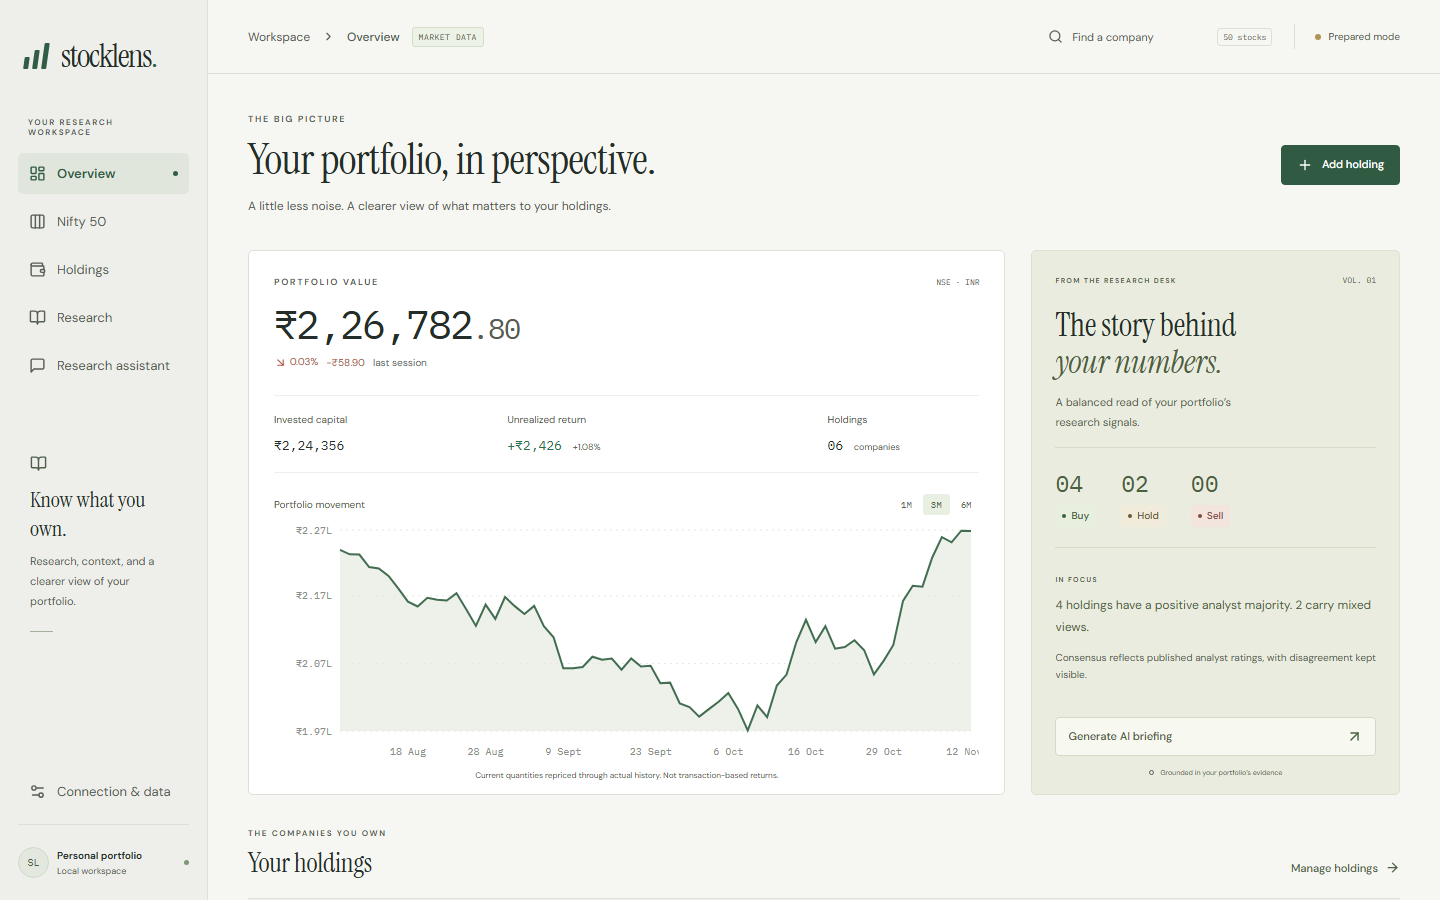 stocklens.
YOUR RESEARCH
WORKSPACE
Overview
Nifty 50
Holdings
Research
Research assistant
Know what you
own.
Research, context, and a
clearer view of your
portfolio.
Connection & data
SL
Personal portfolio
Local workspace
Workspace > Overview MARKET DATA
Find a company
50 stocks
Prepared mode
THE BIG PICTURE
Your portfolio, in perspective.
A little less noise. A clearer view of what matters to your holdings.
Add holding
PORTFOLIO VALUE
NSE · INR
₹2,26,782.80
0.03% -₹58.90 last session
Invested capital
₹2,24,356
Unrealized return
+₹2,426 +1.08%
Holdings
06 companies
Portfolio movement
1M 3M 6M
₹2.27L
₹2.17L
₹2.07L
₹1.97L
18 Aug 28 Aug 9 Sept 23 Sept 6 Oct 16 Oct 29 Oct 12 Nov
Current quantities repriced through actual history. Not transaction-based returns.
FROM THE RESEARCH DESK
VOL. 01
The story behind
your numbers.
A balanced read of your portfolio's
research signals.
04 02 00
Buy Hold Sell
IN FOCUS
4 holdings have a positive analyst majority. 2 carry mixed
views.
Consensus reflects published analyst ratings, with disagreement kept
visible.
Generate AI briefing
Grounded in your portfolio's evidence
THE COMPANIES YOU OWN
Your holdings
Manage holdings